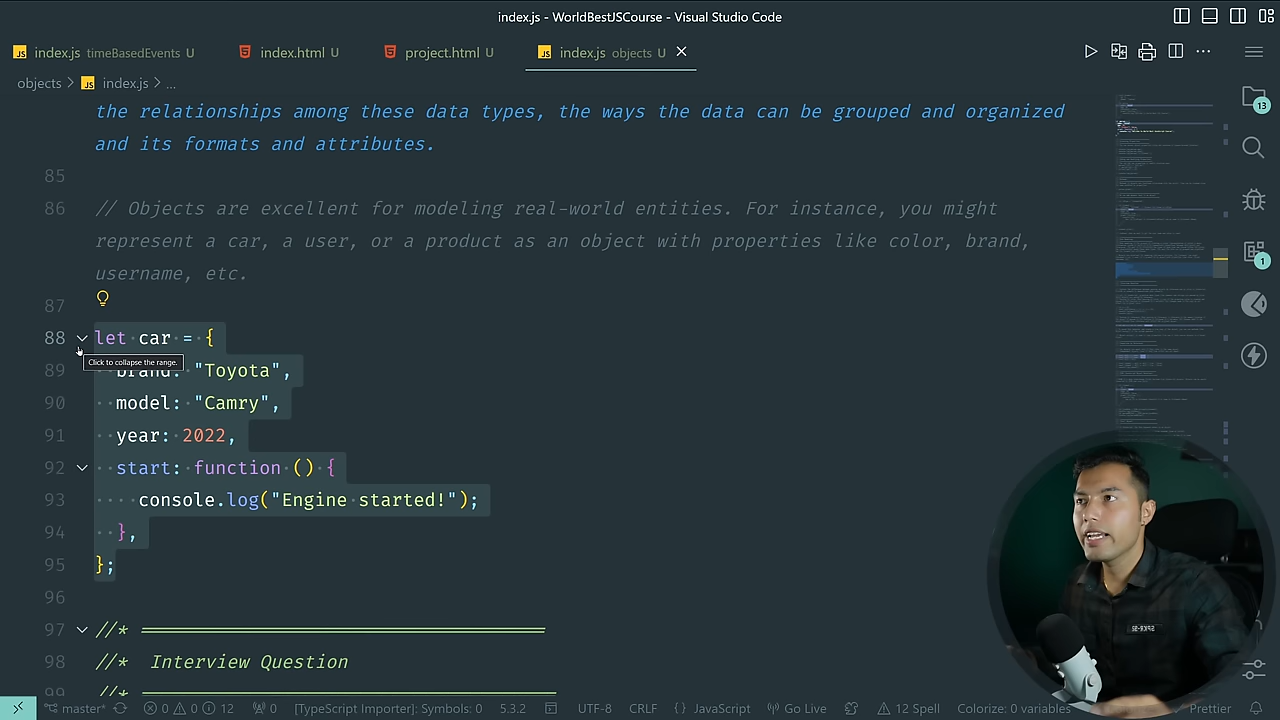 index.js - WorldBestJSCourse - Visual Studio Code
index.js timeBasedEvents U
index.html U
project.html U
index.js objects U
objects > index.js > ...
the relationships among these data types, the ways the data can be grouped and organized
and its formats and attributes.
85
86 // Objects are excellent for modeling real-world entities. For instance, you might
represent a car, a user, or a product as an object with properties like color, brand,
username, etc.
87
88 let car = {
Click to collapse the range.
89 brand: "Toyota",
90 model: "Camry",
91 year: 2022,
92 start: function () {
93 console.log("Engine started!");
94 },
95 };
96
97 //* ══════════════════════════════
98 //* Interview Question
99 //* ══════════════════════════════
13
1
master* 0 0 12 0 [TypeScript Importer]: Symbols: 0 5.3.2 UTF-8 CRLF {} JavaScript Go Live 12 Spell Colorize: 0 variables Prettier